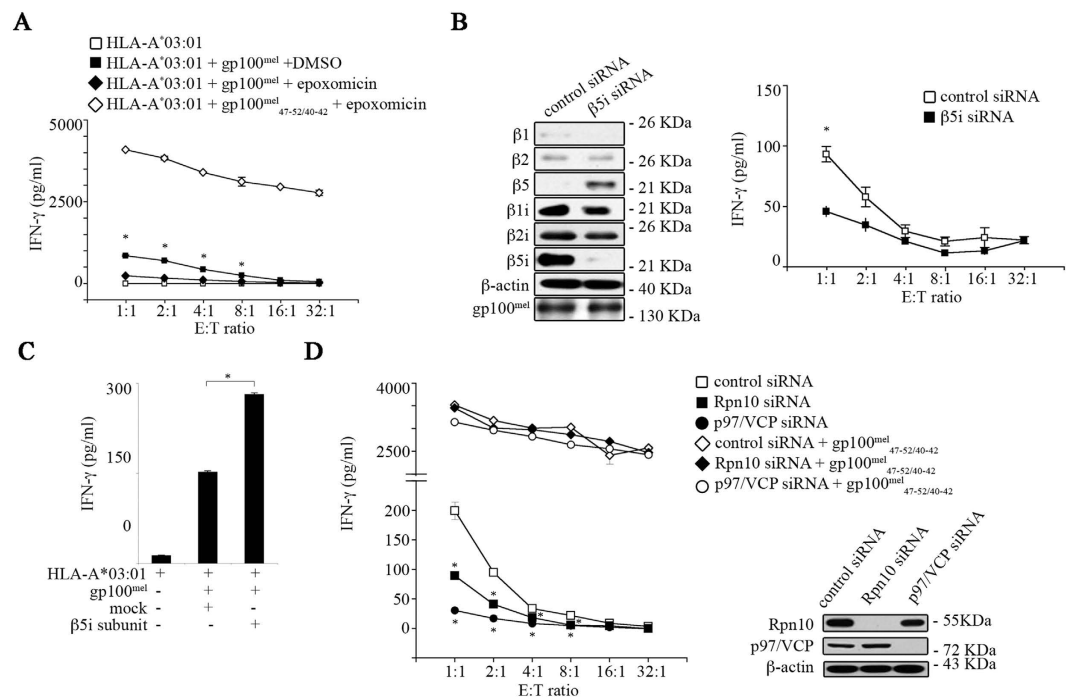 A
HLA-A*03:01
HLA-A*03:01 + gp100mel +DMSO
HLA-A*03:01 + gp100mel + epoxomicin
HLA-A*03:01 + gp100mel 47-52/40-42 + epoxomicin
5000
2500
0
IFN-γ (pg/ml)
* * * *
1:1 2:1 4:1 8:1 16:1 32:1
E:T ratio
B
control siRNA
β5i siRNA
β1
β2
β5
β1i
β2i
β5i
β-actin
gp100mel
- 26 KDa
- 26 KDa
- 21 KDa
- 21 KDa
- 26 KDa
- 21 KDa
- 40 KDa
- 130 KDa
150
100
50
0
IFN-γ (pg/ml)
*
control siRNA
β5i siRNA
1:1 2:1 4:1 8:1 16:1 32:1
E:T ratio
C
300
150
0
IFN-γ (pg/ml)
*
HLA-A*03:01 + + +
gp100mel - + +
mock - + -
β5i subunit - - +
D
4000
2500
200
150
100
50
0
IFN-γ (pg/ml)
* * * *
* * * *
1:1 2:1 4:1 8:1 16:1 32:1
E:T ratio
control siRNA
Rpn10 siRNA
p97/VCP siRNA
control siRNA + gp100mel 47-52/40-42
Rpn10 siRNA + gp100mel 47-52/40-42
p97/VCP siRNA + gp100mel 47-52/40-42
control siRNA
Rpn10 siRNA
p97/VCP siRNA
Rpn10
p97/VCP
β-actin
- 55KDa
- 72 KDa
- 43 KDa